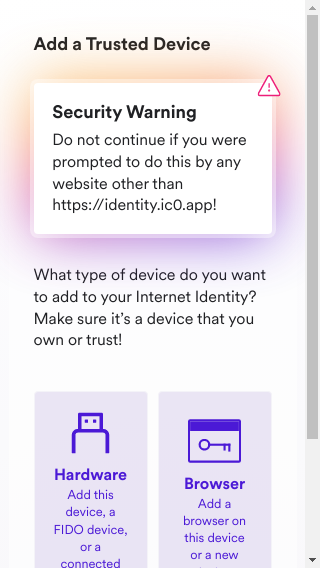 Add a Trusted Device
Security Warning
Do not continue if you were
prompted to do this by any
website other than
https://identity.ic0.app!
What type of device do you want
to add to your Internet Identity?
Make sure it's a device that you
own or trust!
Hardware
Add this
device, a
FIDO device,
or a
connected
Browser
Add a
browser on
this device
or a new